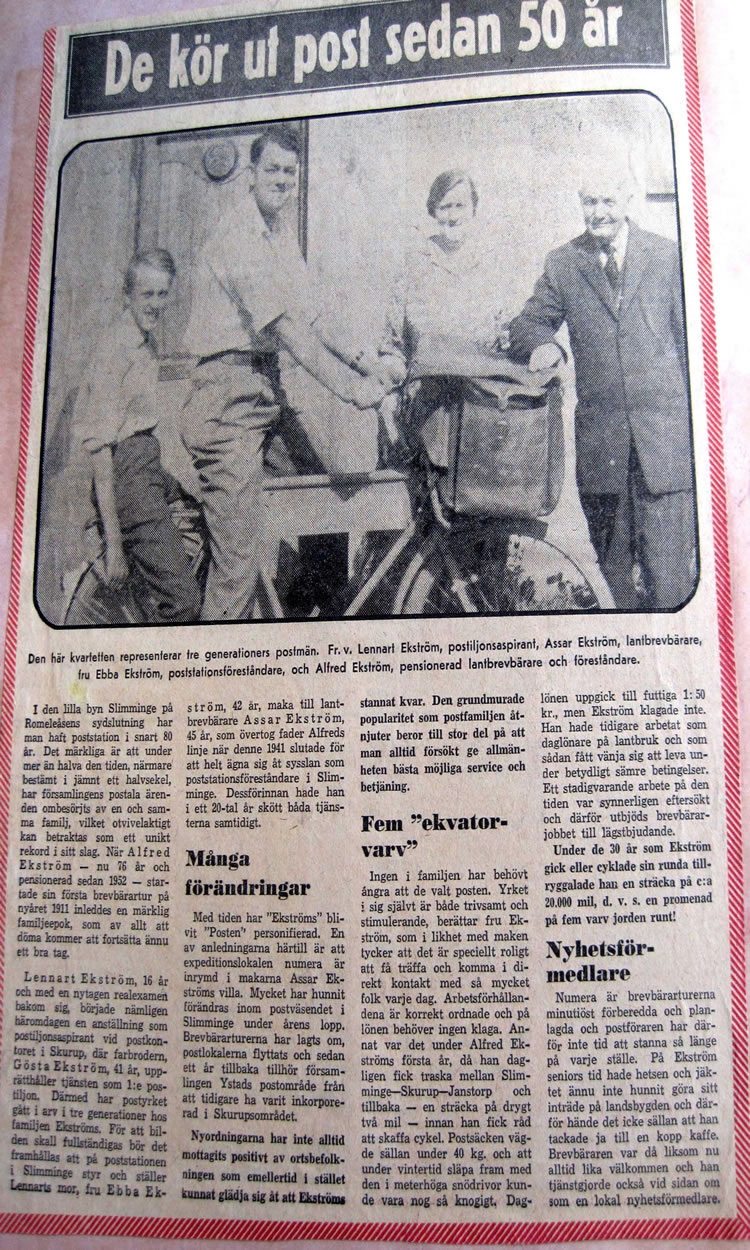 De kör ut post sedan 50 år
Den här kvartetten representerar tre generationers postmän. Fr. v. Lennart Ekström, postiljonsaspirant, Assar Ekström, lantbrevbärare,
fru Ebba Ekström, poststationsföreståndare, och Alfred Ekström, pensionerad lantbrevbärare och föreståndare.
I den lilla byn Slimminge på
Romeleåsens sydslutning har
man haft poststation i snart 80
år. Det märkliga är att under
mer än halva den tiden, närmare
bestämt i jämnt ett halvsekel,
har församlingens postala ären-
den ombesörjts av en och sam-
ma familj, vilket otvivelaktigt
kan betraktas som ett unikt
rekord i sitt slag. När Alfred
Ekström — nu 76 år och
pensionerad sedan 1952 — star-
tade sin första brevbärartur på
nyåret 1911 inleddes en märklig
familjeepok, som av allt att
döma kommer att fortsätta ännu
ett bra tag.
Lennart Ekström, 16 år
och med en nytagen realexamen
bakom sig, började nämligen
häromdagen en anställning som
postiljonsaspirant vid postkon-
toret i Skurup, där farbrodern,
Gösta Ekström, 41 år, upp-
rätthåller tjänsten som 1:e pos-
tiljon. Därmed har postyrket
gått i arv i tre generationer hos
familjen Ekströms. För att bil-
den skall fullständigas bör det
framhållas att på poststationen
i Slimminge styr och ställer
Lennarts mor, fru Ebba Ek-
ström, 42 år, maka till lant-
brevbärare Assar Ekström,
45 år, som övertog fader Alfreds
linje när denne 1941 slutade för
att helt ägna sig åt sysslan som
poststationsföreståndare i Slim-
minge. Dessförinnan hade han
i ett 20-tal år skött båda tjäns-
terna samtidigt.
Många
förändringar
Med tiden har "Ekströms" bli-
vit "Posten" personifierad. En
av anledningarna härtill är att
expeditionslokalen numera är
inrymd i makarna Assar Ek-
ströms villa. Mycket har hunnit
förändras inom postväsendet i
Slimminge under årens lopp.
Brevbärarturerna har lagts om,
postlokalerna flyttats och sedan
ett år tillbaka tillhör församlin-
gen Ystads postområde från
att tidigare ha varit inkorpore-
rad i Skurupsområdet.
Nyordningarna har inte alltid
mottagits positivt av ortsbefolk-
ningen som emellertid i stället
kunnat glädja sig åt att Ekströms
stannat kvar. Den grundmurade
popularitet som postfamiljen åt-
njuter beror till stor del på att
man alltid försökt ge allmän-
heten bästa möjliga service och
betjäning.
Fem "ekvator-
varv"
Ingen i familjen har behövt
ångra att de valt posten. Yrket
i sig självt är både trivsamt och
stimulerande, berättar fru Ek-
ström, som i likhet med maken
tycker att det är speciellt roligt
att få träffa och komma i di-
rekt kontakt med så mycket
folk varje dag. Arbetsförhållan-
dena är korrekt ordnade och på
lönen behöver ingen klaga. An-
nat var det under Alfred Ek-
ströms första år, då han dag-
ligen fick traska mellan Slim-
minge—Skurup—Janstorp och
tillbaka — en sträcka på drygt
två mil — innan han fick råd
att skaffa cykel. Postsäcken väg-
de sällan under 40 kg. och att
under vintertid släpa fram med
den i meterhöga snödrivor kun-
de vara nog så knogigt. Dag-
lönen uppgick till futtiga 1: 50
kr., men Ekström klagade inte.
Han hade tidigare arbetat som
daglönare på lantbruk och som
sådan fått vänja sig att leva un-
der betydligt sämre betingelser.
Ett stadigvarande arbete på den
tiden var synnerligen eftersökt
och därför utbjöds brevbärar-
jobbet till lägstbjudande.
Under de 30 år som Ekström
gick eller cyklade sin runda till-
ryggalade han en sträcka på c:a
20.000 mil, d. v. s. en promenad
på fem varv jorden runt!
Nyhetsför-
medlare
Numera är brevbärarturerna
minutiöst förberedda och plan-
lagda och postföraren har där-
för inte tid att stanna så länge
på varje ställe. På Ekström
seniors tid hade hetsen och jäk-
tet ännu inte hunnit göra sitt
inträde på landsbygden och där-
för hände det icke sällan att han
tackade ja till en kopp kaffe.
Brevbäraren var då liksom nu
alltid lika välkommen och han
tjänstgjorde också vid sidan om
som en lokal nyhetsförmedlare.